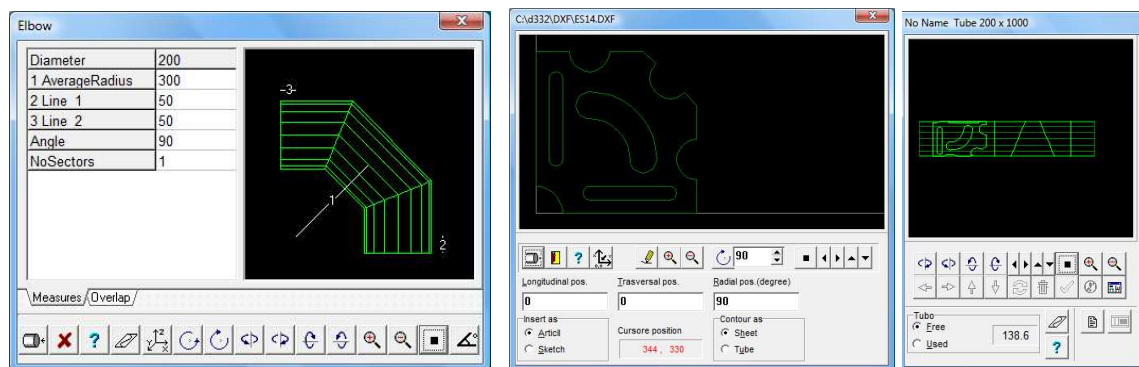 Elbow
Diameter 200
1 AverageRadius 300
2 Line 1 50
3 Line 2 50
Angle 90
NoSectors 1
-3-
1
2
Measures Overlap
C:\d332\DXF\ES14.DXF
90
Longitudinal pos. Trasversal pos. Radial pos.(degree)
0 0 90
Insert as Cursore position Contour as
Articil Sheet
Sketch 344 , 330 Tube
No Name Tube 200 x 1000
Tubo
Free
Used
138.6